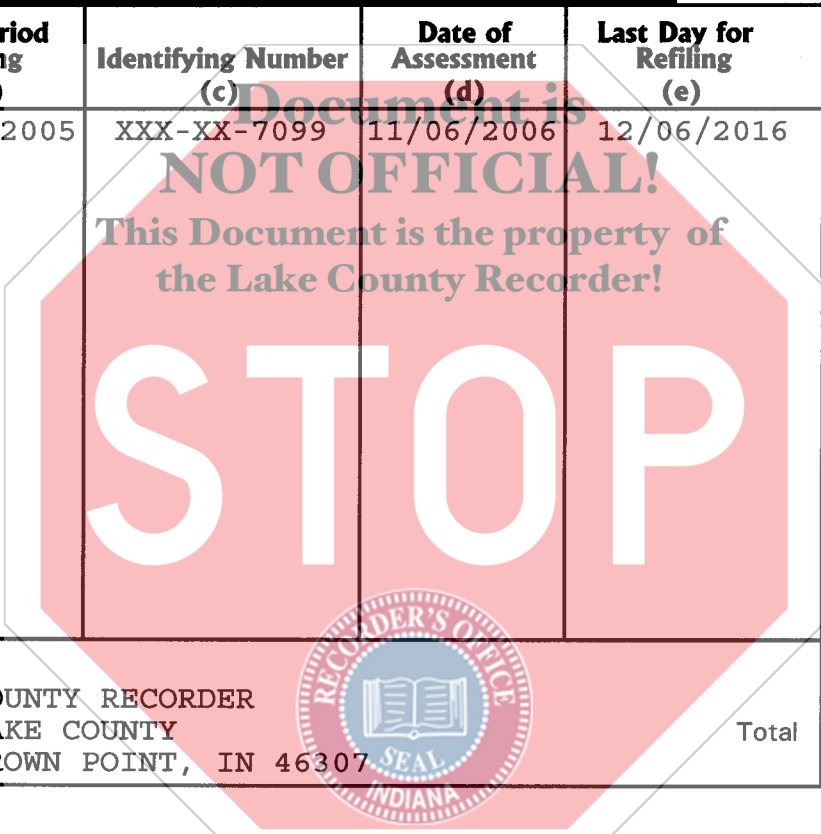 riod Date of Last Day for
ng Identifying Number Assessment Refiling
) (c) (d) (e)
Document is
2005 XXX-XX-7099 11/06/2006 12/06/2016
NOT OFFICIAL!
This Document is the property of
the Lake County Recorder!
STOP
RECORDER'S OFFICE
OUNTY RECORDER
AKE COUNTY Total
ROWN POINT, IN 46307
SEAL
INDIANA